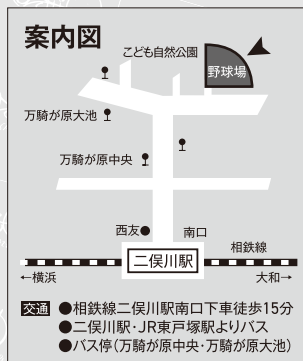 案内図
こども自然公園
野球場
万騎が原大池
万騎が原中央
西友●
南口
二俣川駅
相鉄線
←横浜
大和→
交通 ●相鉄線二俣川駅南口下車徒歩15分
●二俣川駅・JR東戸塚駅よりバス
●バス停(万騎が原中央・万騎が原大池)